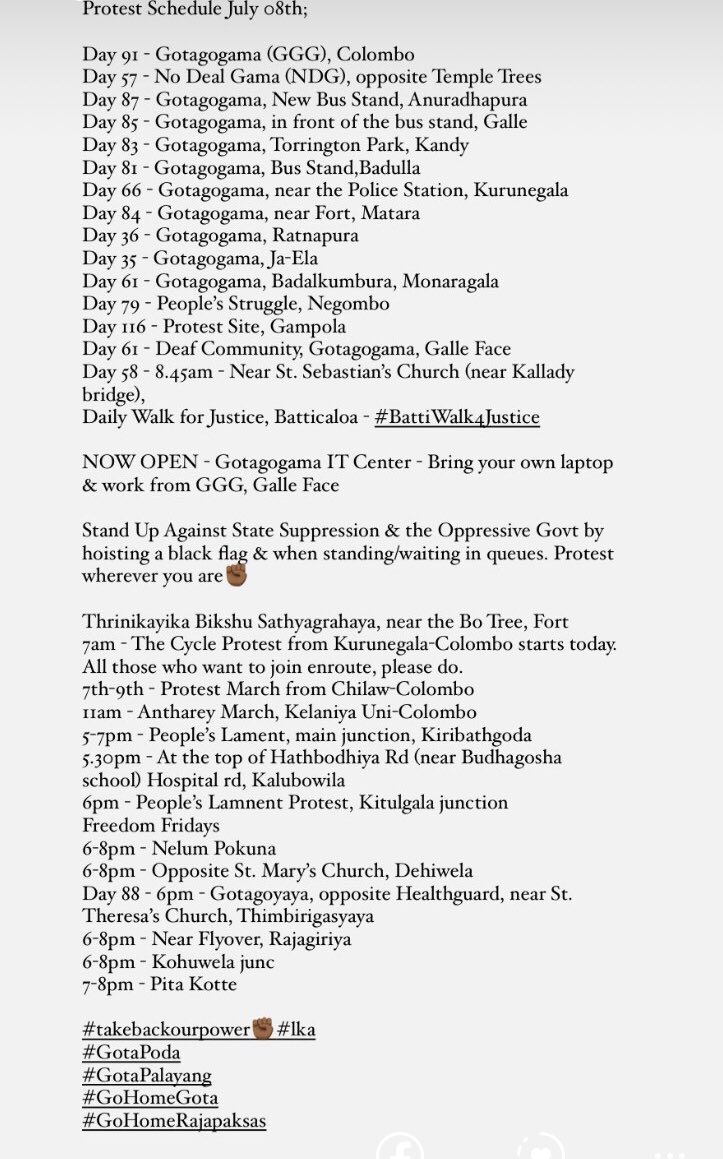 Protest Schedule July 08th;
Day 91 - Gotagogama (GGG), Colombo
Day 57 - No Deal Gama (NDG), opposite Temple Trees
Day 87 - Gotagogama, New Bus Stand, Anuradhapura
Day 85 - Gotagogama, in front of the bus stand, Galle
Day 83 - Gotagogama, Torrington Park, Kandy
Day 81 - Gotagogama, Bus Stand,Badulla
Day 66 - Gotagogama, near the Police Station, Kurunegala
Day 84 - Gotagogama, near Fort, Matara
Day 36 - Gotagogama, Ratnapura
Day 35 - Gotagogama, Ja-Ela
Day 61 - Gotagogama, Badalkumbura, Monaragala
Day 79 - People's Struggle, Negombo
Day 116 - Protest Site, Gampola
Day 61 - Deaf Community, Gotagogama, Galle Face
Day 58 - 8.45am - Near St. Sebastian's Church (near Kallady
bridge),
Daily Walk for Justice, Batticaloa - #BattiWalk4Justice
NOW OPEN - Gotagogama IT Center - Bring your own laptop
& work from GGG, Galle Face
Stand Up Against State Suppression & the Oppressive Govt by
hoisting a black flag & when standing/waiting in queues. Protest
wherever you are✊🏾
Thrinikayika Bikshu Sathyagrahaya, near the Bo Tree, Fort
7am - The Cycle Protest from Kurunegala-Colombo starts today.
All those who want to join enroute, please do.
7th-9th - Protest March from Chilaw-Colombo
11am - Antharey March, Kelaniya Uni-Colombo
5-7pm - People's Lament, main junction, Kiribathgoda
5.30pm - At the top of Hathbodhiya Rd (near Budhagosha
school) Hospital rd, Kalubowila
6pm - People's Lamnent Protest, Kitulgala junction
Freedom Fridays
6-8pm - Nelum Pokuna
6-8pm - Opposite St. Mary's Church, Dehiwela
Day 88 - 6pm - Gotagoyaya, opposite Healthguard, near St.
Theresa's Church, Thimbirigasyaya
6-8pm - Near Flyover, Rajagiriya
6-8pm - Kohuwela junc
7-8pm - Pita Kotte
#takebackourpower✊🏾 #lka
#GotaPoda
#GotaPalayang
#GoHomeGota
#GoHomeRajapaksas